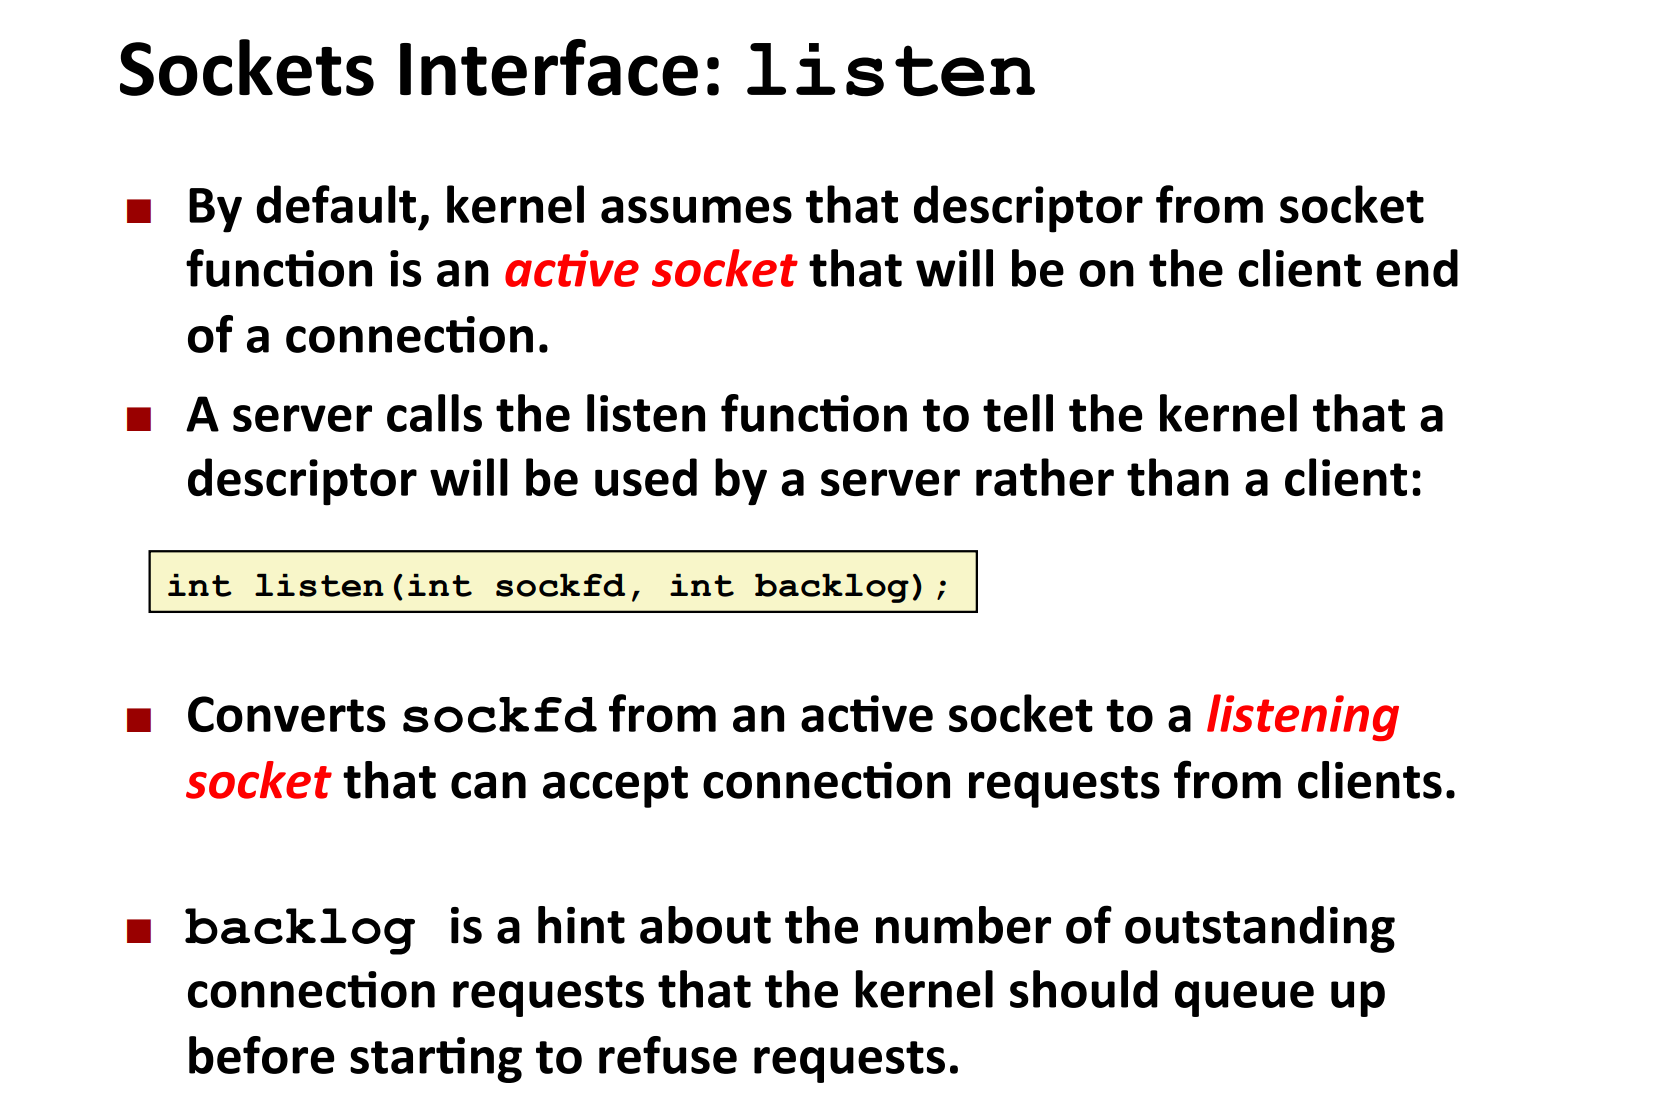 Sockets Interface: listen
By default, kernel assumes that descriptor from socket
function is an active socket that will be on the client end
of a connection.
A server calls the listen function to tell the kernel that a
descriptor will be used by a server rather than a client:
int listen(int sockfd, int backlog);
Converts sockfd from an active socket to a listening
socket that can accept connection requests from clients.
backlog is a hint about the number of outstanding
connection requests that the kernel should queue up
before starting to refuse requests.